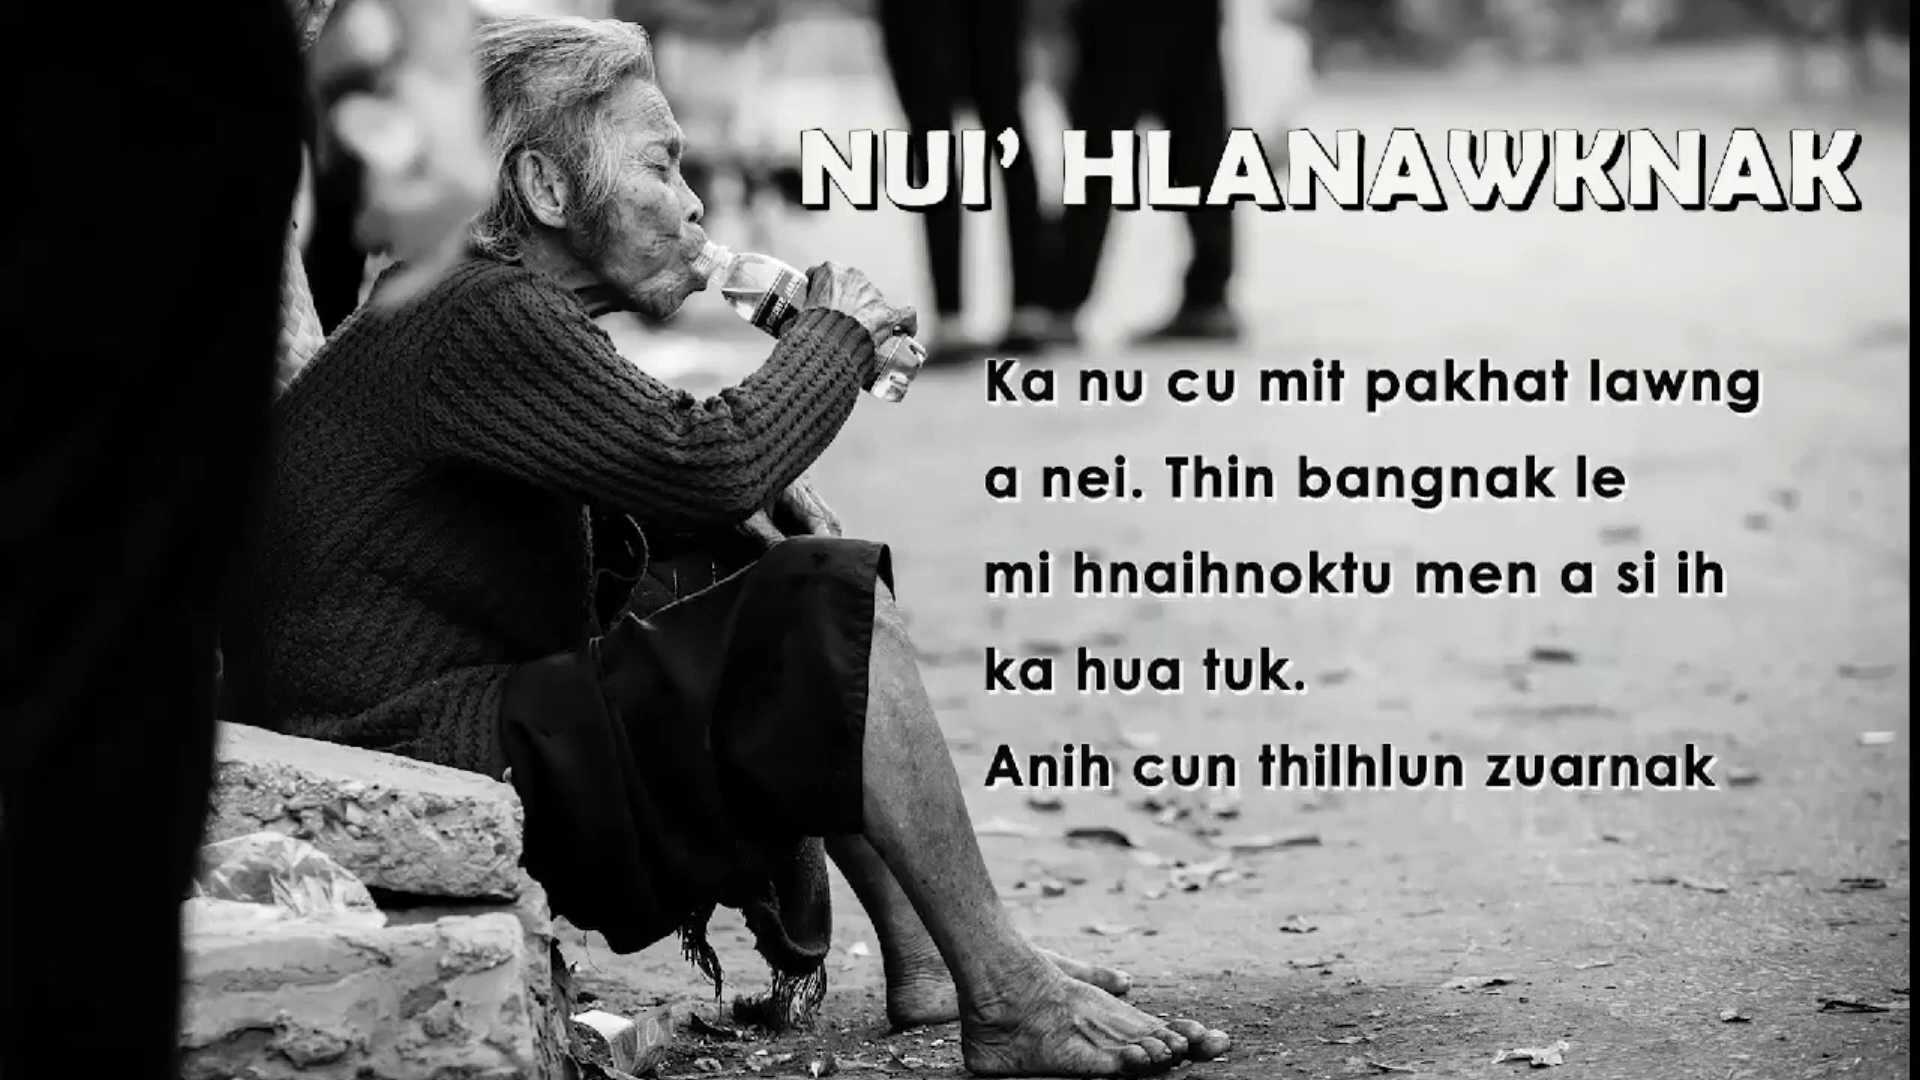 NUI' HLANAWKNAK
Ka nu cu mit pakhat lawng
a nei. Thin bangnak le
mi hnaihnoktu men a si ih
ka hua tuk.
Anih cun thilhlun zuarnak